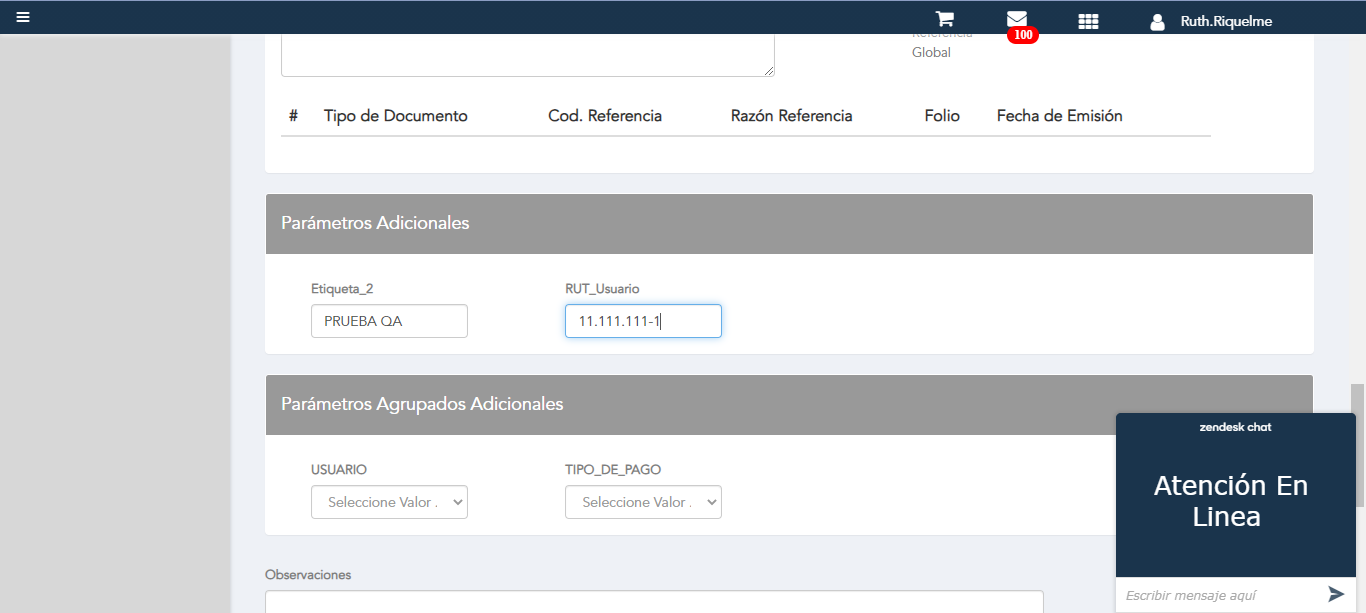 Ruth.Riquelme
100
Referencia
Global
# Tipo de Documento Cod. Referencia Razón Referencia Folio Fecha de Emisión
Parámetros Adicionales
Etiqueta_2 RUT_Usuario
PRUEBA QA 11.111.111-1
Parámetros Agrupados Adicionales
USUARIO TIPO_DE_PAGO
Seleccione Valor . Seleccione Valor .
Observaciones
zendesk chat
Atención En
Linea
Escribir mensaje aquí